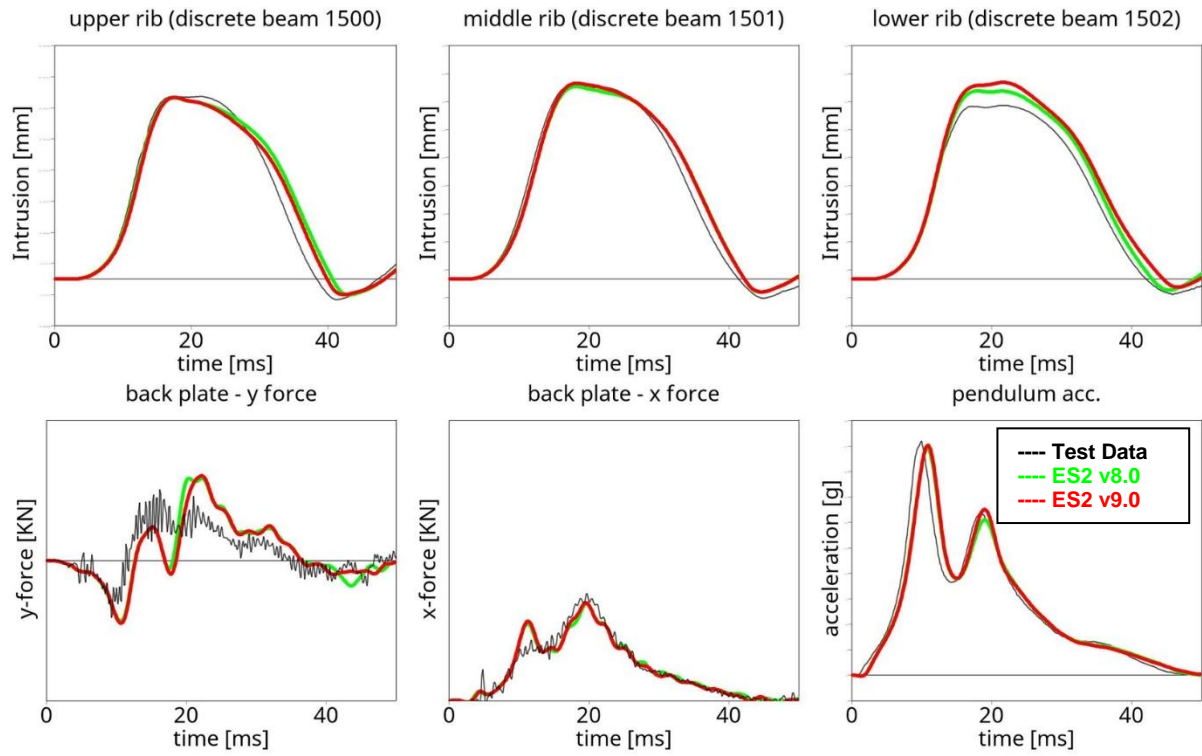 upper rib (discrete beam 1500)
middle rib (discrete beam 1501)
lower rib (discrete beam 1502)
Intrusion [mm]
Intrusion [mm]
Intrusion [mm]
0 20 40
0 20 40
0 20 40
time [ms]
time [ms]
time [ms]
back plate - y force
back plate - x force
pendulum acc.
y-force [KN]
x-force [KN]
acceleration [g]
---- Test Data
---- ES2 v8.0
---- ES2 v9.0
0 20 40
0 20 40
0 20 40
time [ms]
time [ms]
time [ms]